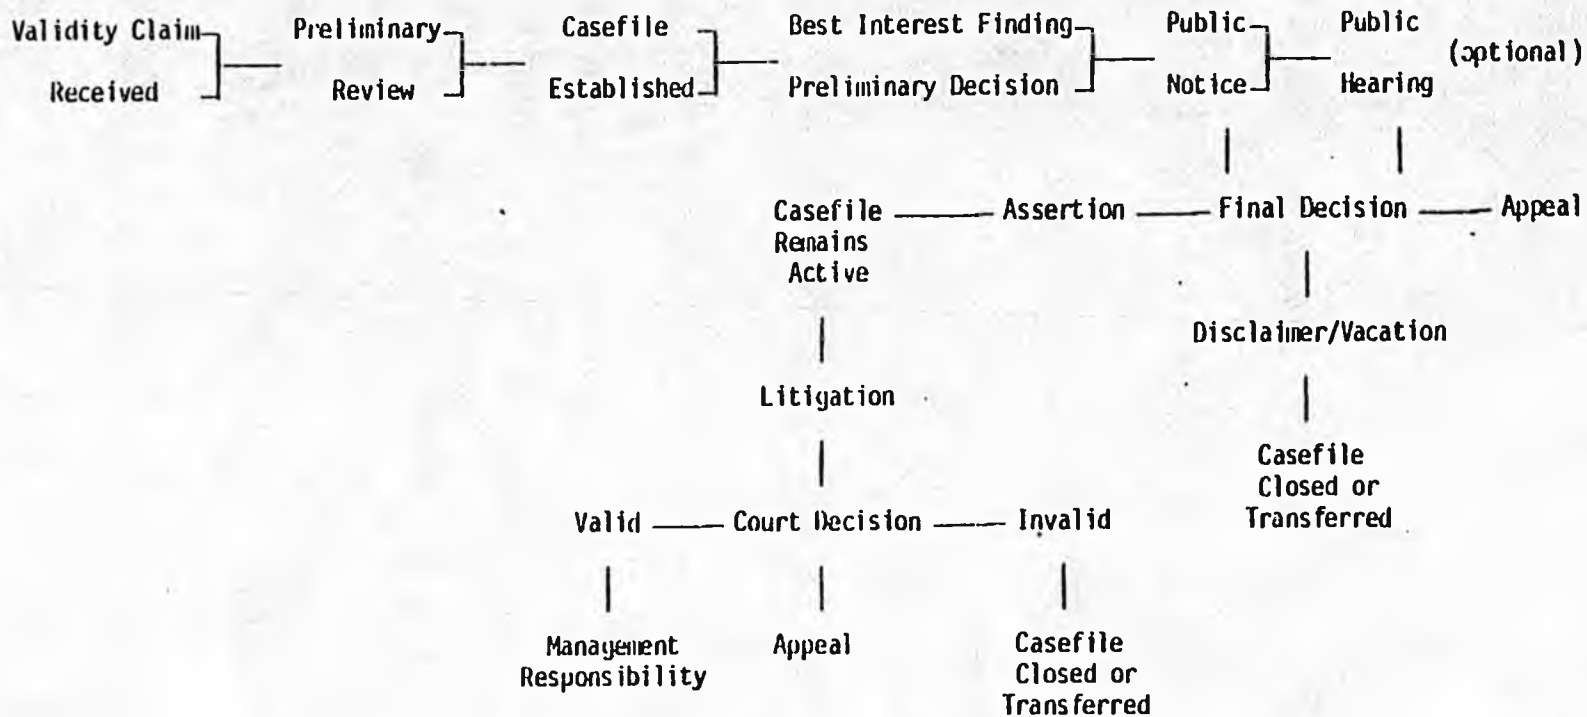 Validity Claim Preliminary Casefile Best Interest Finding Public Public
(optional)
Received Review Established Preliminary Decision Notice Hearing
Casefile Assertion Final Decision Appeal
Remains
Active
Disclaimer/Vacation
Litigation
Casefile
Closed or
Transferred
Valid Court Decision Invalid
Management Appeal Casefile
Responsibility Closed or
Transferred